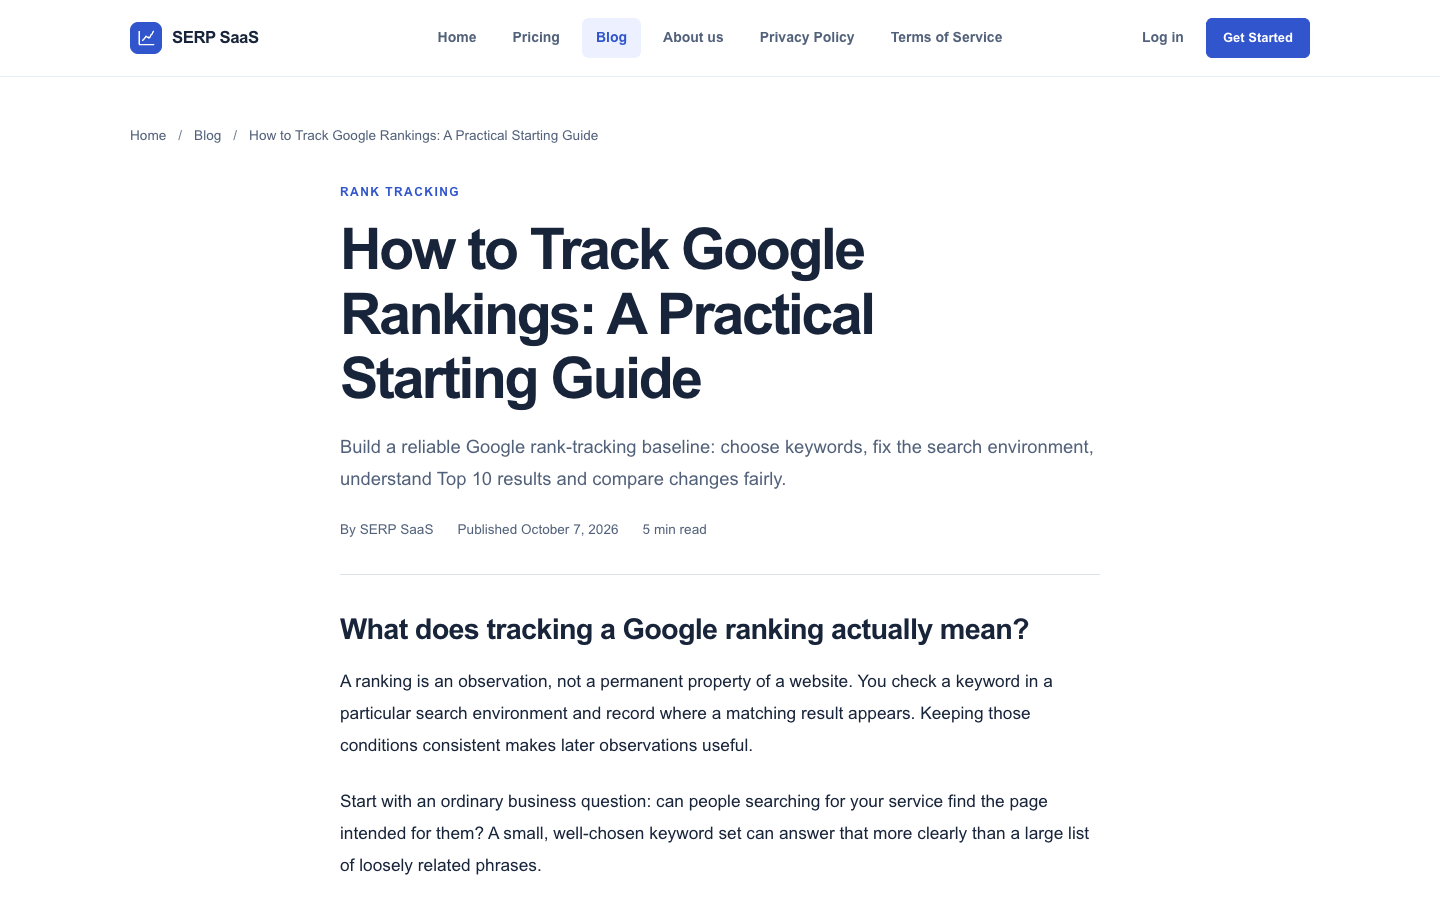 SERP SaaS
Home
Pricing
Blog
About us
Privacy Policy
Terms of Service
Log in
Get Started
Home / Blog / How to Track Google Rankings: A Practical Starting Guide
RANK TRACKING
How to Track Google
Rankings: A Practical
Starting Guide
Build a reliable Google rank-tracking baseline: choose keywords, fix the search environment,
understand Top 10 results and compare changes fairly.
By SERP SaaS Published October 7, 2026 5 min read
What does tracking a Google ranking actually mean?
A ranking is an observation, not a permanent property of a website. You check a keyword in a
particular search environment and record where a matching result appears. Keeping those
conditions consistent makes later observations useful.
Start with an ordinary business question: can people searching for your service find the page
intended for them? A small, well-chosen keyword set can answer that more clearly than a large list
of loosely related phrases.